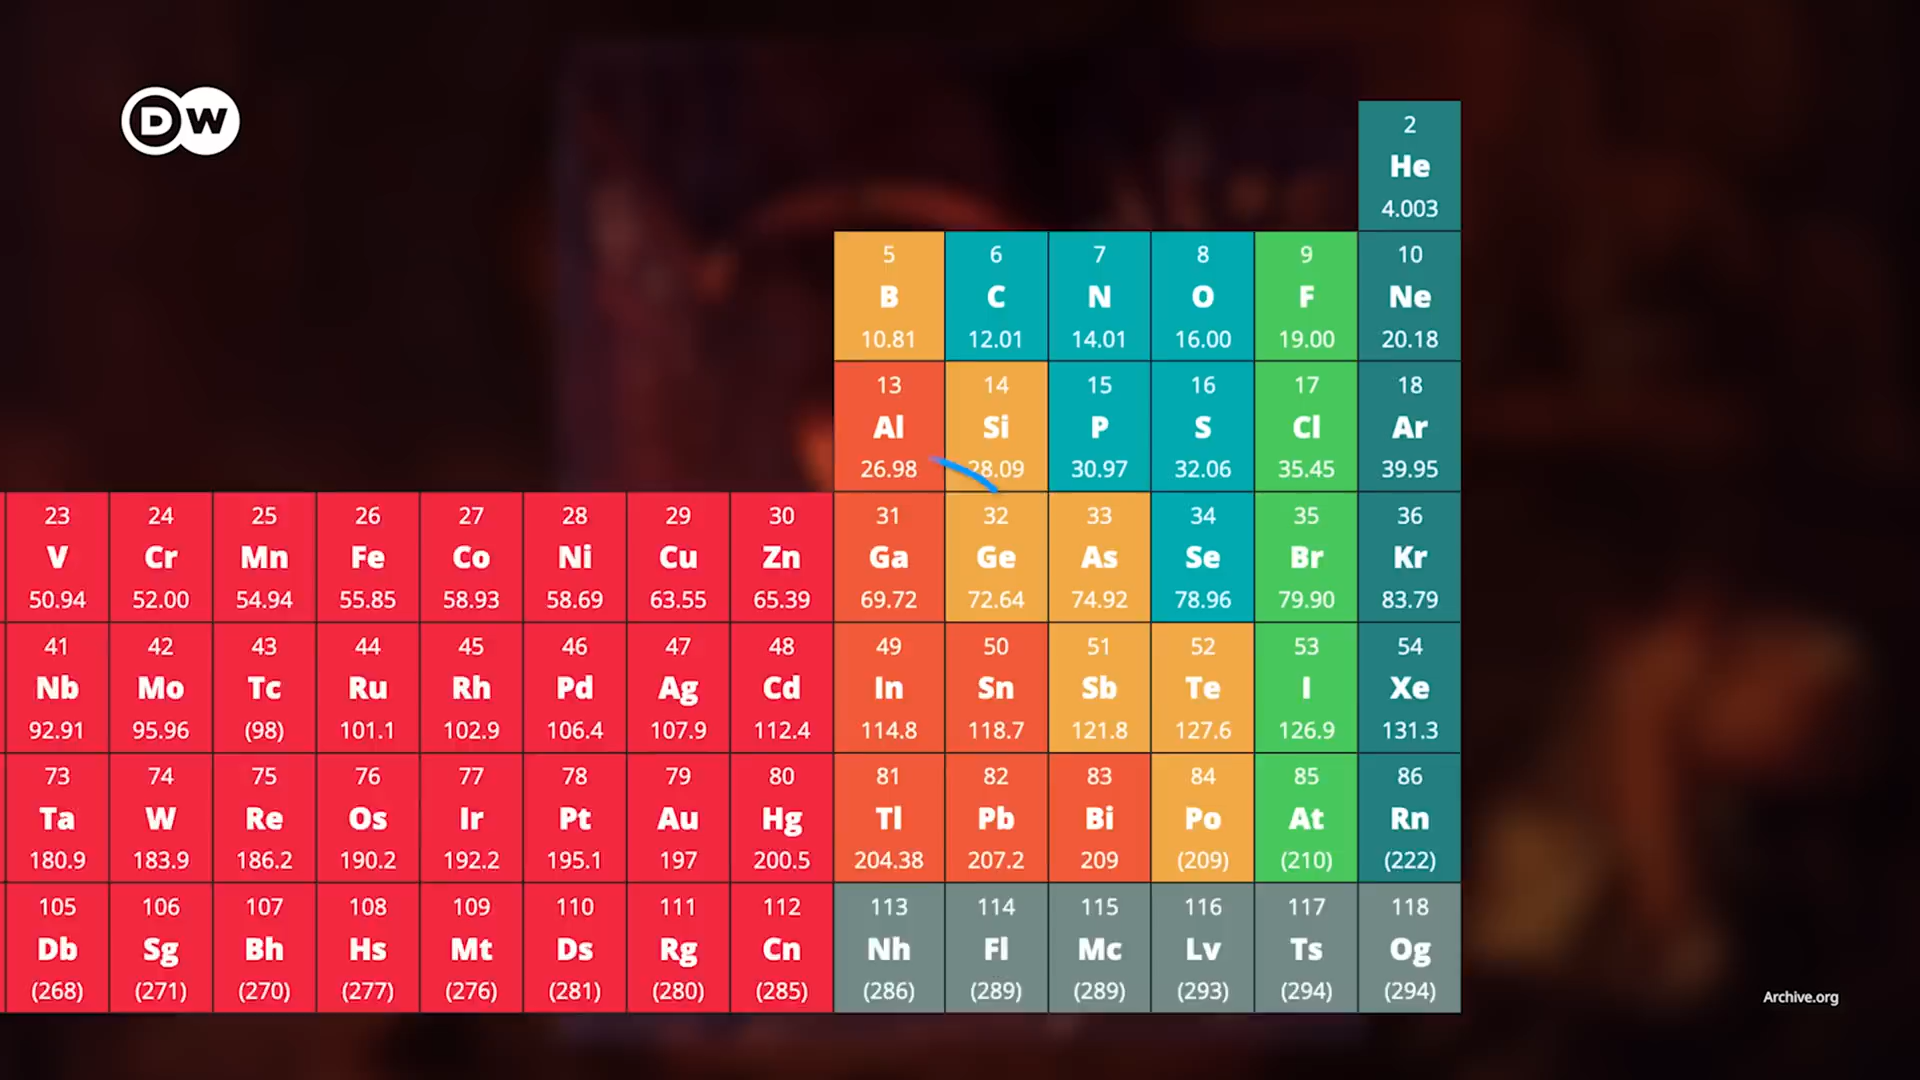 DW
2
He
4.003
5 6 7 8 9 10
B C N O F Ne
10.81 12.01 14.01 16.00 19.00 20.18
13 14 15 16 17 18
Al Si P S Cl Ar
26.98 28.09 30.97 32.06 35.45 39.95
23 24 25 26 27 28 29 30 31 32 33 34 35 36
V Cr Mn Fe Co Ni Cu Zn Ga Ge As Se Br Kr
50.94 52.00 54.94 55.85 58.93 58.69 63.55 65.39 69.72 72.64 74.92 78.96 79.90 83.79
41 42 43 44 45 46 47 48 49 50 51 52 53 54
Nb Mo Tc Ru Rh Pd Ag Cd In Sn Sb Te I Xe
92.91 95.96 (98) 101.1 102.9 106.4 107.9 112.4 114.8 118.7 121.8 127.6 126.9 131.3
73 74 75 76 77 78 79 80 81 82 83 84 85 86
Ta W Re Os Ir Pt Au Hg Tl Pb Bi Po At Rn
180.9 183.9 186.2 190.2 192.2 195.1 197 200.5 204.38 207.2 209 (209) (210) (222)
105 106 107 108 109 110 111 112 113 114 115 116 117 118
Db Sg Bh Hs Mt Ds Rg Cn Nh Fl Mc Lv Ts Og
(268) (271) (270) (277) (276) (281) (280) (285) (286) (289) (289) (293) (294) (294)
Archive.org